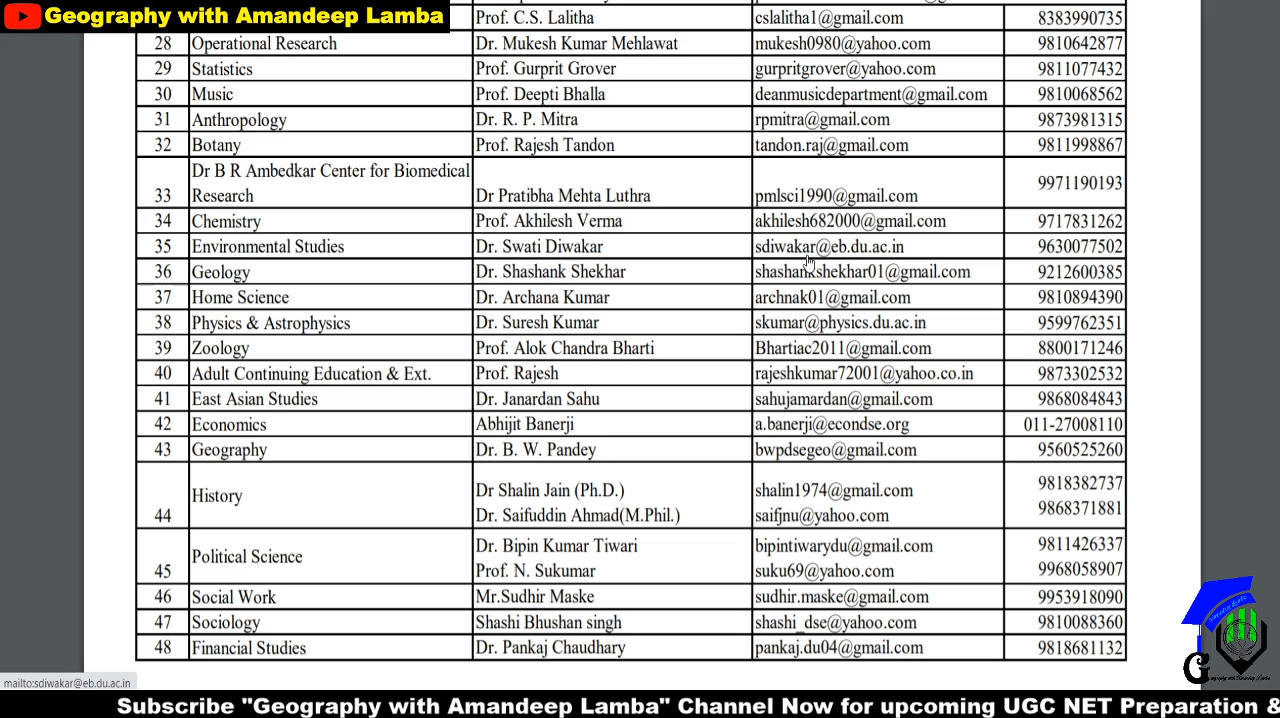 Geography with Amandeep Lamba
Prof. C.S. Lalitha cslalitha1@gmail.com 8383990735
28 Operational Research Dr. Mukesh Kumar Mehlawat mukesh0980@yahoo.com 9810642877
29 Statistics Prof. Gurprit Grover gurpritgrover@yahoo.com 9811077432
30 Music Prof. Deepti Bhalla deanmusicdepartment@gmail.com 9810068562
31 Anthropology Dr. R. P. Mitra rpmitra@gmail.com 9873981315
32 Botany Prof. Rajesh Tandon tandon.raj@gmail.com 9811998867
Dr B R Ambedkar Center for Biomedical
33 Research Dr Pratibha Mehta Luthra pmlsci1990@gmail.com 9971190193
34 Chemistry Prof. Akhilesh Verma akhilesh682000@gmail.com 9717831262
35 Environmental Studies Dr. Swati Diwakar sdiwakar@eb.du.ac.in 9630077502
36 Geology Dr. Shashank Shekhar shashankshekhar01@gmail.com 9212600385
37 Home Science Dr. Archana Kumar archnak01@gmail.com 9810894390
38 Physics & Astrophysics Dr. Suresh Kumar skumar@physics.du.ac.in 9599762351
39 Zoology Prof. Alok Chandra Bharti Bhartiac2011@gmail.com 8800171246
40 Adult Continuing Education & Ext. Prof. Rajesh rajeshkumar72001@yahoo.co.in 9873302532
41 East Asian Studies Dr. Janardan Sahu sahujamardan@gmail.com 9868084843
42 Economics Abhijit Banerji a.banerji@econdse.org 011-27008110
43 Geography Dr. B. W. Pandey bwpdsegeo@gmail.com 9560525260
History Dr Shalin Jain (Ph.D.) shalin1974@gmail.com 9818382737
44 Dr. Saifuddin Ahmad(M.Phil.) saifjnu@yahoo.com 9868371881
Political Science Dr. Bipin Kumar Tiwari bipintiwarydu@gmail.com 9811426337
45 Prof. N. Sukumar suku69@yahoo.com 9968058907
46 Social Work Mr.Sudhir Maske sudhir.maske@gmail.com 9953918090
47 Sociology Shashi Bhushan singh shashi_dse@yahoo.com 9810088360
48 Financial Studies Dr. Pankaj Chaudhary pankaj.du04@gmail.com 9818681132
mailto:sdiwakar@eb.du.ac.in
Subscribe "Geography with Amandeep Lamba" Channel Now for upcoming UGC NET Preparation &